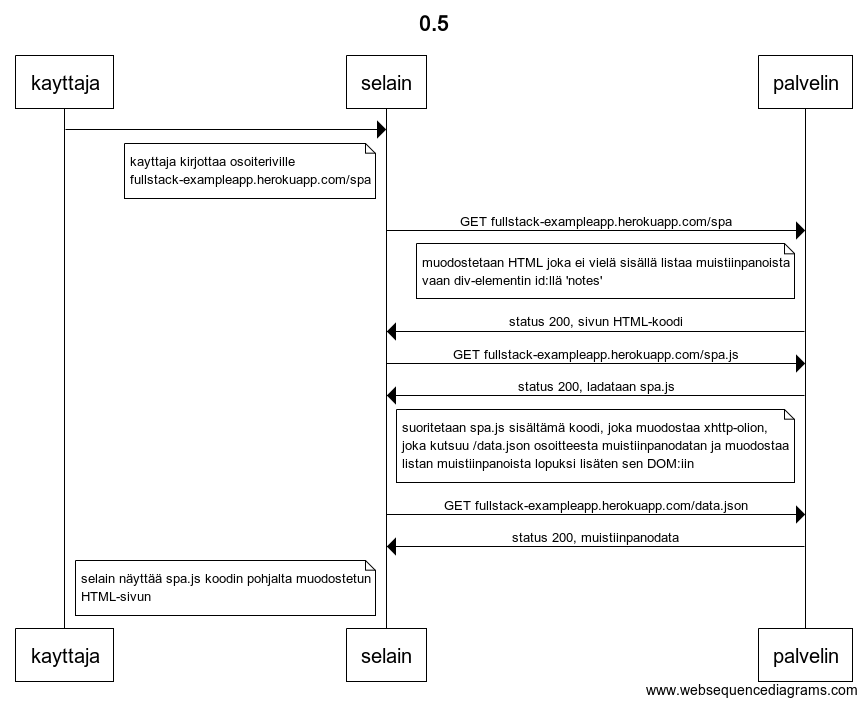 0.5
kayttaja
selain
palvelin
kayttaja kirjottaa osoiteriville
fullstack-exampleapp.herokuapp.com/spa
GET fullstack-exampleapp.herokuapp.com/spa
muodostetaan HTML joka ei vielä sisällä listaa muistiinpanoista
vaan div-elementin id:llä 'notes'
status 200, sivun HTML-koodi
GET fullstack-exampleapp.herokuapp.com/spa.js
status 200, ladataan spa.js
suoritetaan spa.js sisältämä koodi, joka muodostaa xhttp-olion,
joka kutsuu /data.json osoitteesta muistiinpanodatan ja muodostaa
listan muistiinpanoista lopuksi lisäten sen DOM:iin
GET fullstack-exampleapp.herokuapp.com/data.json
status 200, muistiinpanodata
selain näyttää spa.js koodin pohjalta muodostetun
HTML-sivun
kayttaja
selain
palvelin
www.websequencediagrams.com